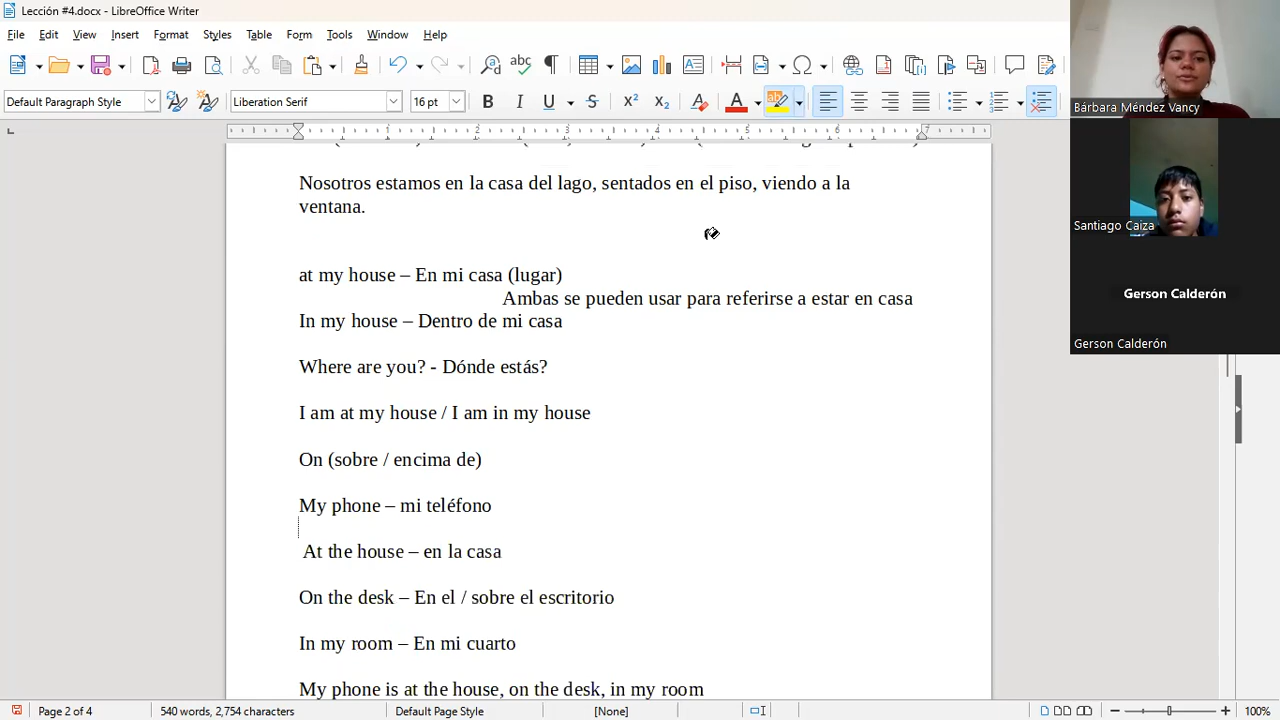 Lección #4.docx - LibreOffice Writer
File Edit View Insert Format Styles Table Form Tools Window Help
Default Paragraph Style Liberation Serif 16 pt
Nosotros estamos en la casa del lago, sentados en el piso, viendo a la
ventana.
at my house – En mi casa (lugar)
Ambas se pueden usar para referirse a estar en casa
In my house – Dentro de mi casa
Where are you? - Dónde estás?
I am at my house / I am in my house
On (sobre / encima de)
My phone – mi teléfono
At the house – en la casa
On the desk – En el / sobre el escritorio
In my room – En mi cuarto
My phone is at the house, on the desk, in my room
Page 2 of 4 540 words, 2,754 characters Default Page Style [None] 100%
Bárbara Méndez Vancy
Santiago Caiza
Gerson Calderón
Gerson Calderón